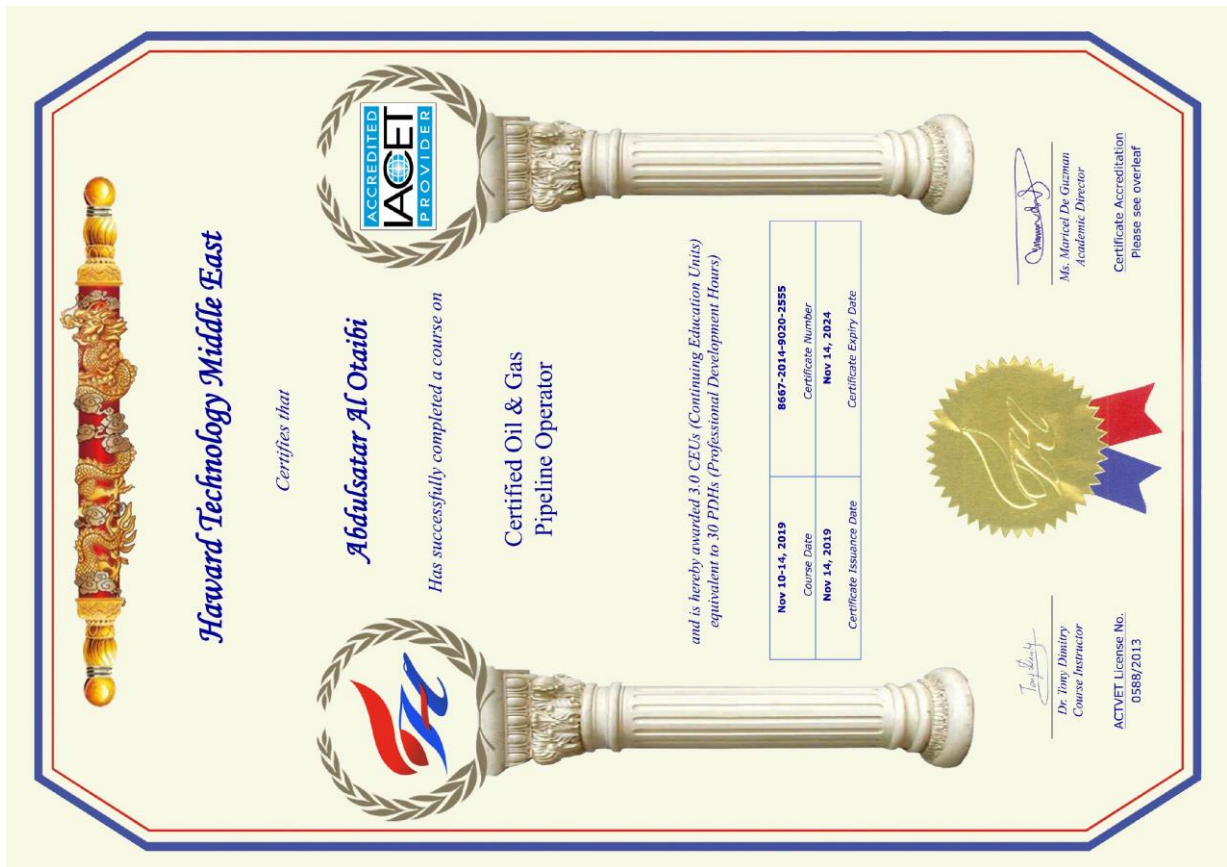 Haward Technology Middle East
Certifies that
Abdulsatar Al Otaibi
Has successfully completed a course on
Certified Oil & Gas
Pipeline Operator
and is hereby awarded 3.0 CEUs (Continuing Education Units)
equivalent to 30 PDHs (Professional Development Hours)
ACCREDITED
IACET
PROVIDER
Nov 10-14, 2019
Course Date
8667-2014-9020-2555
Certificate Number
Nov 14, 2019
Certificate Issuance Date
Nov 14, 2024
Certificate Expiry Date
Dr. Tony Dimitry
Course Instructor
ACTVET License No.
0588/2013
Ms. Maricel De Guzman
Academic Director
Certificate Accreditation
Please see overleaf